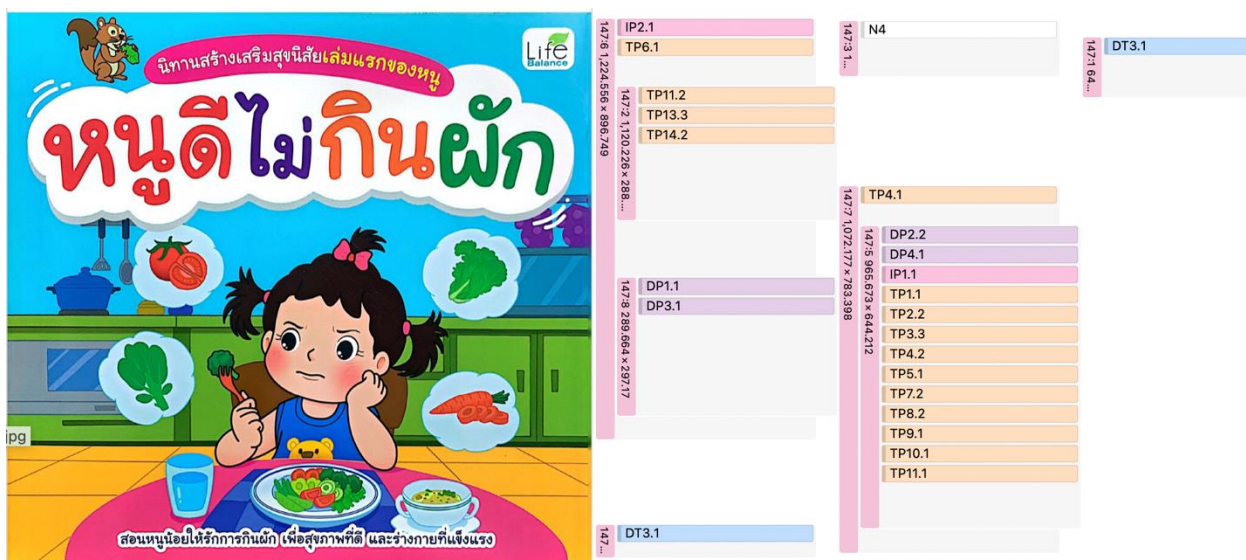 นิทานสร้างเสริมสุขนิสัยเล่มแรกของหนู
Life
Balance
หนูดีไม่กินผัก
jpg
สอนหนูน้อยให้รักการกินผัก เพื่อสุขภาพที่ดี และร่างกายที่แข็งแรง
147:6 1,224.556 × 896.749
IP2.1
TP6.1
147:2 1,120.226 × 288....
TP11.2
TP13.3
TP14.2
147:8 289.664 × 297.17
DP1.1
DP3.1
147...
DT3.1
147:3 1...
N4
147:7 1,072.177 × 783.398
TP4.1
147:5 965.673 × 644.212
DP2.2
DP4.1
IP1.1
TP1.1
TP2.2
TP3.3
TP4.2
TP5.1
TP7.2
TP8.2
TP9.1
TP10.1
TP11.1
147:1 64...
DT3.1